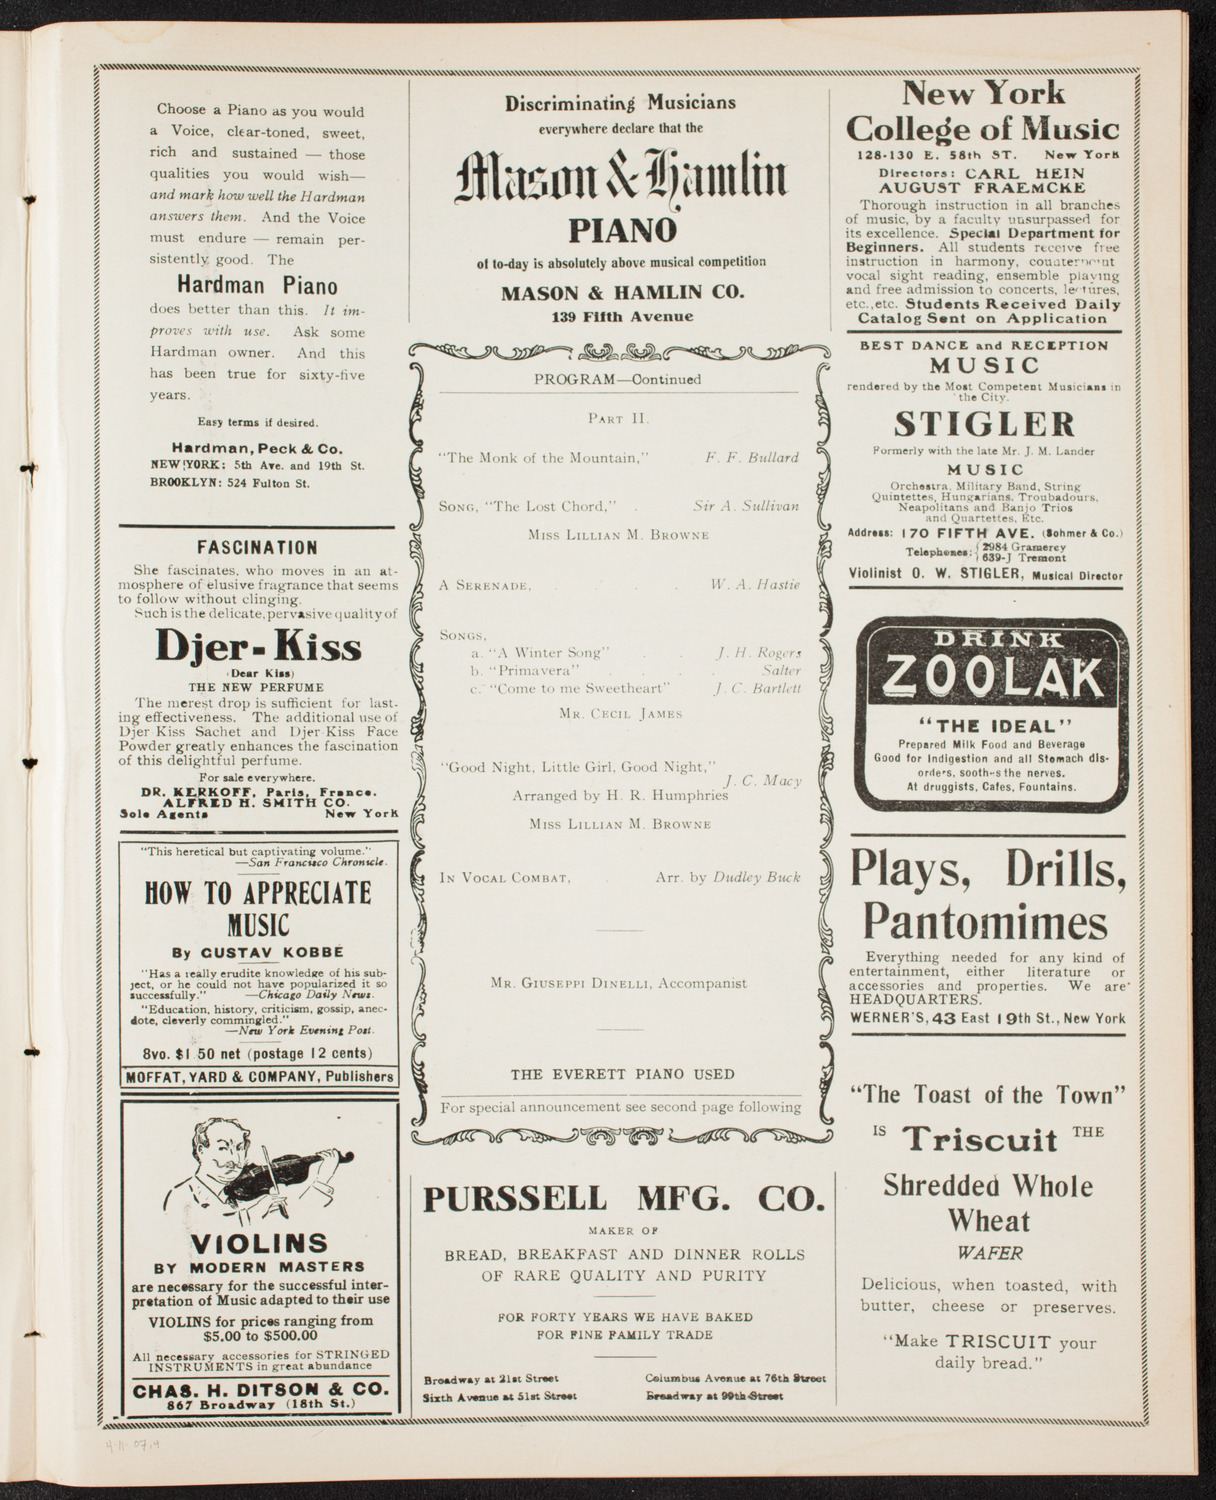 Choose a Piano as you would
a Voice, clear-toned, sweet,
rich and sustained — those
qualities you would wish—
and mark how well the Hardman
answers them. And the Voice
must endure — remain per-
sistently good. The
Hardman Piano
does better than this. It im-
proves with use. Ask some
Hardman owner. And this
has been true for sixty-five
years.
Easy terms if desired.
Hardman, Peck & Co.
NEW YORK: 5th Ave. and 19th St.
BROOKLYN: 524 Fulton St.
FASCINATION
She fascinates, who moves in an at-
mosphere of elusive fragrance that seems
to follow without clinging.
Such is the delicate, pervasive quality of
Djer-Kiss
(Dear Kiss)
THE NEW PERFUME
The merest drop is sufficient for last-
ing effectiveness. The additional use of
Djer Kiss Sachet and Djer-Kiss Face
Powder greatly enhances the fascination
of this delightful perfume.
For sale everywhere.
DR. KERKOFF, Paris, France.
ALFRED H. SMITH CO.
Sole Agents New York
"This heretical but captivating volume."
—San Francisco Chronicle.
HOW TO APPRECIATE
MUSIC
By GUSTAV KOBBÉ
"Has a really erudite knowledge of his sub-
ject, or he could not have popularized it so
successfully." —Chicago Daily News.
"Education, history, criticism, gossip, anec-
dote, cleverly commingled."
—New York Evening Post.
8vo. $1.50 net (postage 12 cents)
MOFFAT, YARD & COMPANY, Publishers
VIOLINS
BY MODERN MASTERS
are necessary for the successful inter-
pretation of Music adapted to their use
VIOLINS for prices ranging from
$5.00 to $500.00
All necessary accessories for STRINGED
INSTRUMENTS in great abundance
CHAS. H. DITSON & CO.
867 Broadway (18th St.)
Discriminating Musicians
everywhere declare that the
Mason & Hamlin
PIANO
of to-day is absolutely above musical competition
MASON & HAMLIN CO.
139 Fifth Avenue
PROGRAM—Continued
PART II.
"The Monk of the Mountain," F. F. Bullard
SONG, "The Lost Chord," . Sir A. Sullivan
MISS LILLIAN M. BROWNE
A SERENADE, . . . W. A. Hastie
SONGS,
a. "A Winter Song" . . J. H. Rogers
b. "Primavera" . . . . Salter
c. "Come to me Sweetheart" J. C. Bartlett
MR. CECIL JAMES
"Good Night, Little Girl, Good Night,"
J. C. Macy
Arranged by H. R. Humphries
MISS LILLIAN M. BROWNE
IN VOCAL COMBAT, . Arr. by Dudley Buck
MR. GIUSEPPI DINELLI, Accompanist
THE EVERETT PIANO USED
For special announcement see second page following
PURSSELL MFG. CO.
MAKER OF
BREAD, BREAKFAST AND DINNER ROLLS
OF RARE QUALITY AND PURITY
FOR FORTY YEARS WE HAVE BAKED
FOR FINE FAMILY TRADE
Broadway at 21st Street Columbus Avenue at 76th Street
Sixth Avenue at 51st Street Broadway at 99th Street
New York
College of Music
128-130 E. 58th ST. New York
Directors: CARL HEIN
AUGUST FRAEMCKE
Thorough instruction in all branches
of music, by a faculty unsurpassed for
its excellence. Special Department for
Beginners. All students receive free
instruction in harmony, counterpoint
vocal sight reading, ensemble playing
and free admission to concerts, lectures,
etc., etc. Students Received Daily
Catalog Sent on Application
BEST DANCE and RECEPTION
MUSIC
rendered by the Most Competent Musicians in
the City.
STIGLER
Formerly with the late Mr. J. M. Lander
MUSIC
Orchestra, Military Band, String
Quintettes, Hungarians, Troubadours,
Neapolitans and Banjo Trios
and Quartettes, Etc.
Address: 170 FIFTH AVE. (Sohmer & Co.)
Telephones: { 2984 Gramercy
639-J Tremont
Violinist O. W. STIGLER, Musical Director
DRINK
ZOOLAK
"THE IDEAL"
Prepared Milk Food and Beverage
Good for Indigestion and all Stomach dis-
orders, soothes the nerves.
At druggists, Cafes, Fountains.
Plays, Drills,
Pantomimes
Everything needed for any kind of
entertainment, either literature or
accessories and properties. We are
HEADQUARTERS.
WERNER'S, 43 East 19th St., New York
"The Toast of the Town"
IS Triscuit THE
Shredded Whole
Wheat
WAFER
Delicious, when toasted, with
butter, cheese or preserves.
"Make TRISCUIT your
daily bread."
4-11-07, 4